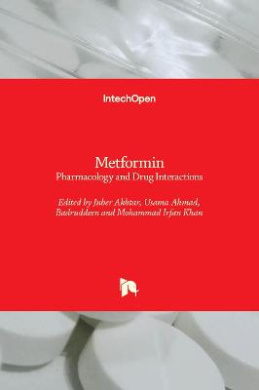 IntechOpen
Metformin
Pharmacology and Drug Interactions
Edited by Juber Akhtar, Usama Ahmad,
Badruddeen and Mohammad Irfan Khan